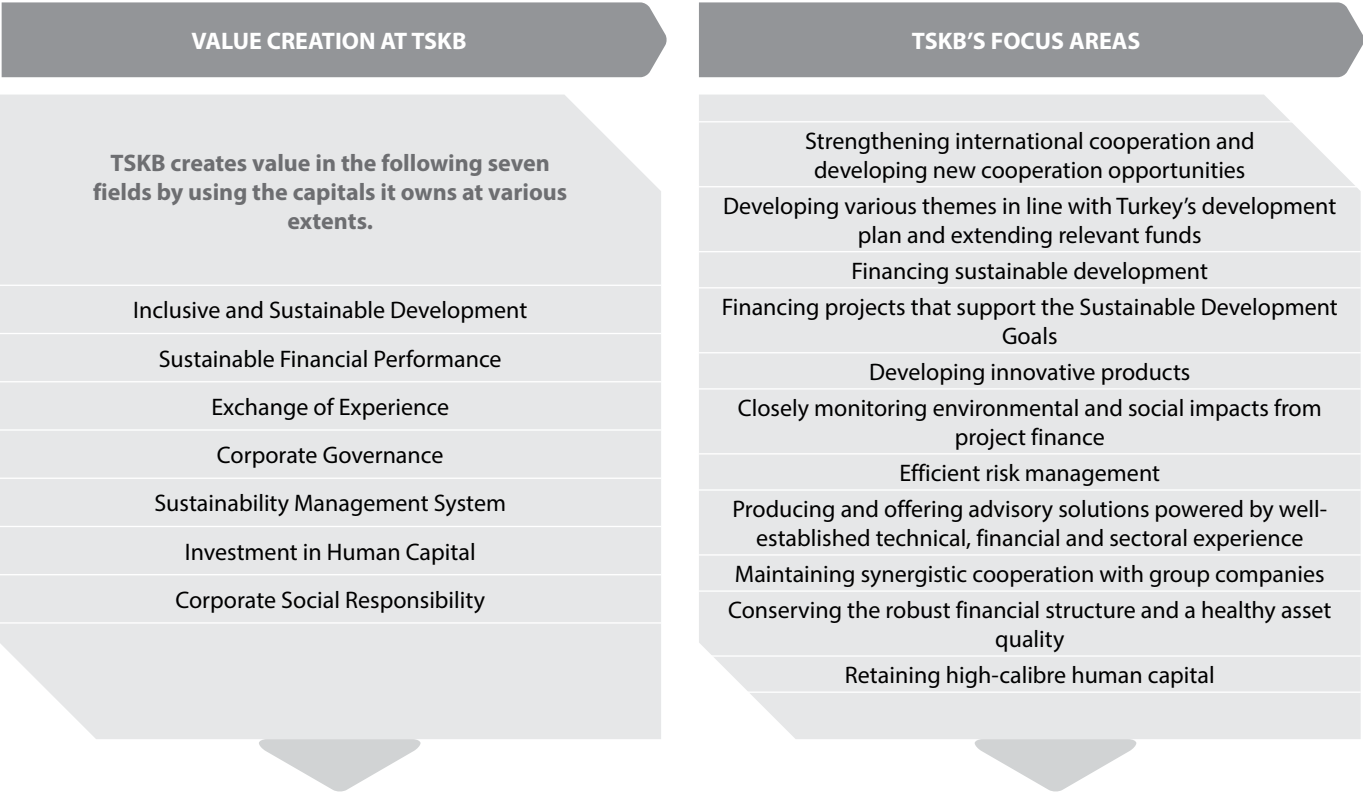 VALUE CREATION AT TSKB
TSKB creates value in the following seven
fields by using the capitals it owns at various
extents.
Inclusive and Sustainable Development
Sustainable Financial Performance
Exchange of Experience
Corporate Governance
Sustainability Management System
Investment in Human Capital
Corporate Social Responsibility
TSKB'S FOCUS AREAS
Strengthening international cooperation and
developing new cooperation opportunities
Developing various themes in line with Turkey's development
plan and extending relevant funds
Financing sustainable development
Financing projects that support the Sustainable Development
Goals
Developing innovative products
Closely monitoring environmental and social impacts from
project finance
Efficient risk management
Producing and offering advisory solutions powered by well-
established technical, financial and sectoral experience
Maintaining synergistic cooperation with group companies
Conserving the robust financial structure and a healthy asset
quality
Retaining high-calibre human capital